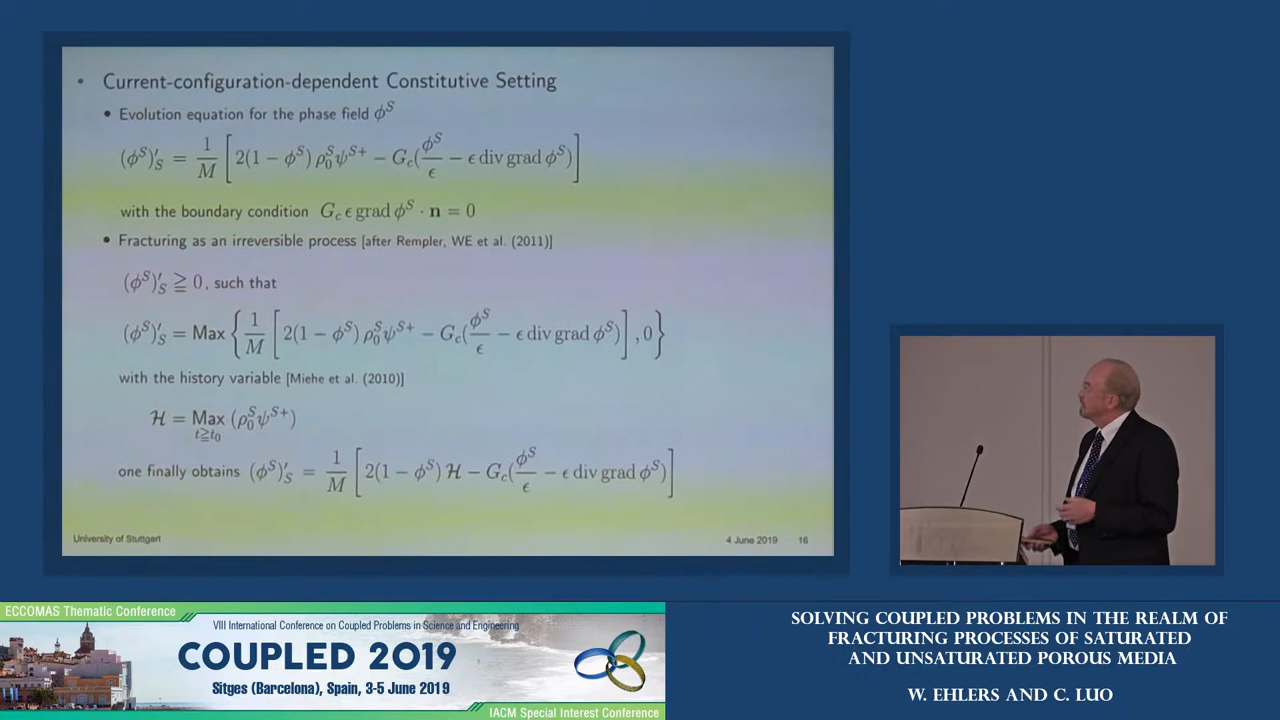 • Current-configuration-dependent Constitutive Setting
• Evolution equation for the phase field ϕ^S
(ϕ^S)′_S = 1/M [ 2(1 − ϕ^S) ρ_0^S ψ^{S+} − G_c(ϕ^S/ϵ − ϵ div grad ϕ^S) ]
with the boundary condition G_c ϵ grad ϕ^S · n = 0
• Fracturing as an irreversible process [after Rempler, WE et al. (2011)]
(ϕ^S)′_S ≧ 0, such that
(ϕ^S)′_S = Max { 1/M [ 2(1 − ϕ^S) ρ_0^S ψ^{S+} − G_c(ϕ^S/ϵ − ϵ div grad ϕ^S) ], 0 }
with the history variable [Miehe et al. (2010)]
ℋ = Max_{t≧t_0} (ρ_0^S ψ^{S+})
one finally obtains (ϕ^S)′_S = 1/M [ 2(1 − ϕ^S) ℋ − G_c(ϕ^S/ϵ − ϵ div grad ϕ^S) ]
University of Stuttgart
4 June 2019 16
ECCOMAS Thematic Conference
VIII International Conference on Coupled Problems in Science and Engineering
COUPLED 2019
Sitges (Barcelona), Spain, 3-5 June 2019
IACM Special Interest Conference
SOLVING COUPLED PROBLEMS IN THE REALM OF
FRACTURING PROCESSES OF SATURATED
AND UNSATURATED POROUS MEDIA
W. EHLERS AND C. LUO